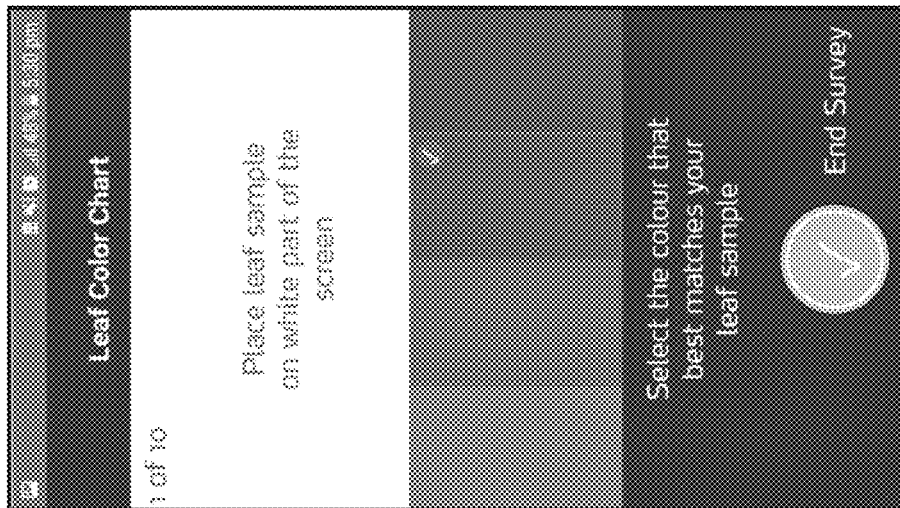 Leaf Color Chart
of 10
Place leaf sample
on white part of the
screen
Select the colour that
best matches your
leaf sample
End Survey